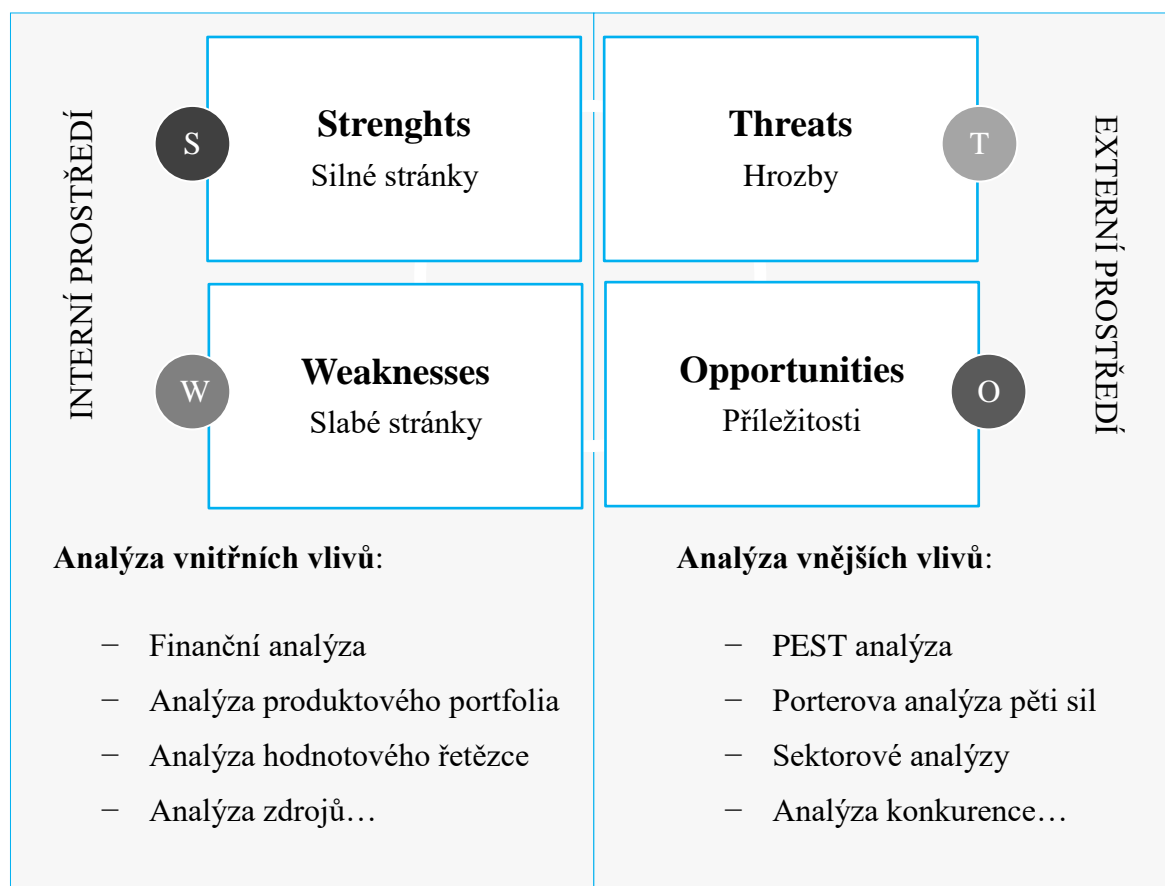 INTERNÍ PROSTŘEDÍ
S
Strenghts
Silné stránky
W
Weaknesses
Slabé stránky
Threats
Hrozby
T
Opportunities
Příležitosti
O
EXTERNÍ PROSTŘEDÍ
Analýza vnitřních vlivů:
− Finanční analýza
− Analýza produktového portfolia
− Analýza hodnotového řetězce
− Analýza zdrojů…
Analýza vnějších vlivů:
− PEST analýza
− Porterova analýza pěti sil
− Sektorové analýzy
− Analýza konkurence…